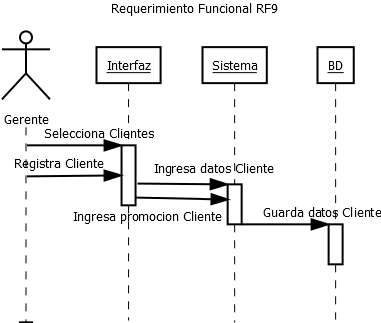 Requerimiento Funcional RF9
Interfaz
Sistema
BD
Gerente
Selecciona Clientes
Registra Cliente
Ingresa datos Cliente
Ingresa promocion Cliente
Guarda datos Cliente